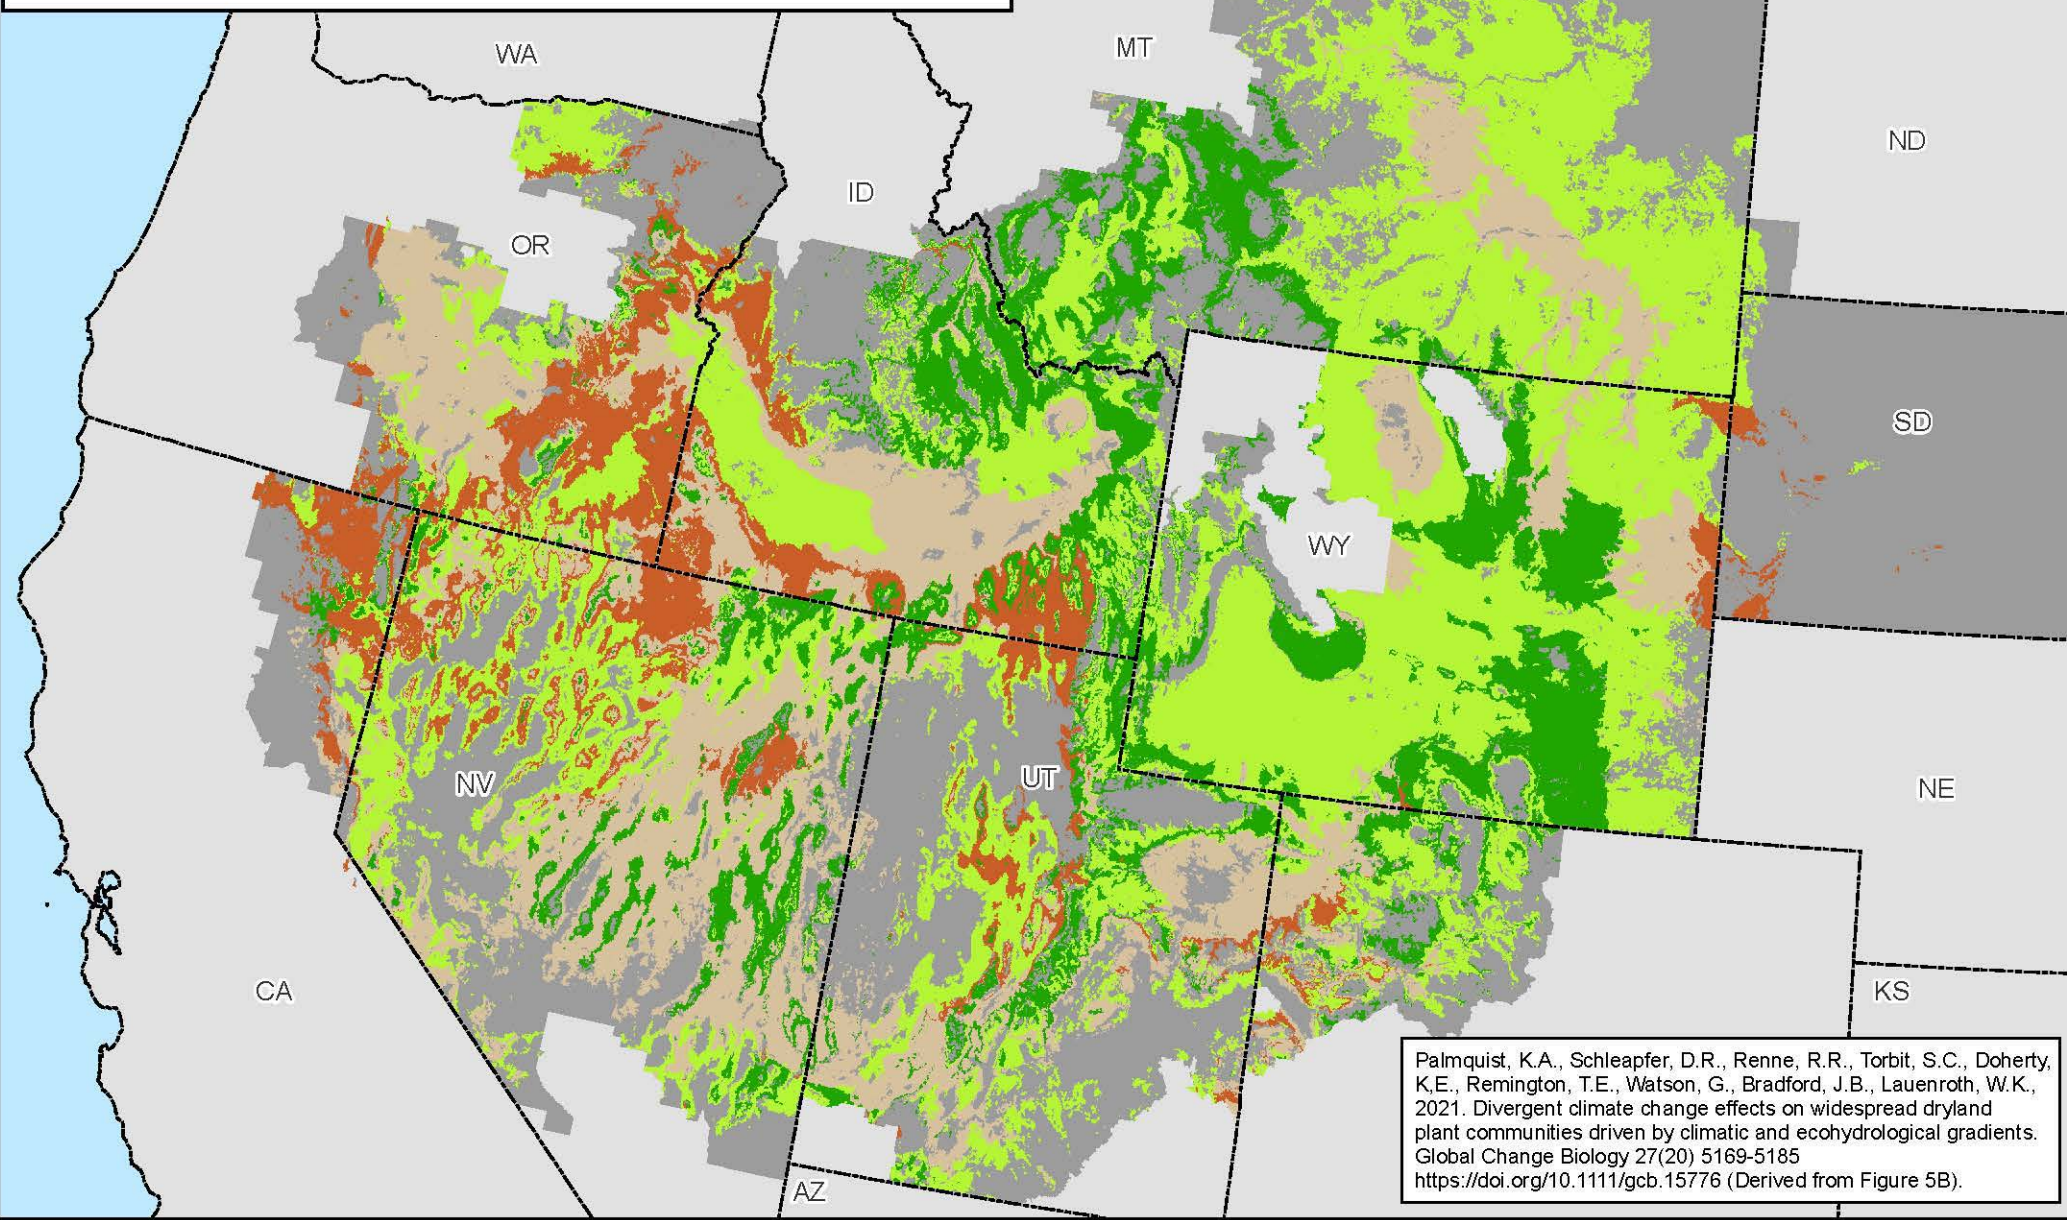 WA
MT
ND
ID
OR
SD
WY
NV
UT
NE
CA
KS
Palmquist, K.A., Schleapfer, D.R., Renne, R.R., Torbit, S.C., Doherty,
K,E., Remington, T.E., Watson, G., Bradford, J.B., Lauenroth, W.K.,
2021. Divergent climate change effects on widespread dryland
plant communities driven by climatic and ecohydrological gradients.
Global Change Biology 27(20) 5169-5185
https://doi.org/10.1111/gcb.15776 (Derived from Figure 5B).
AZ